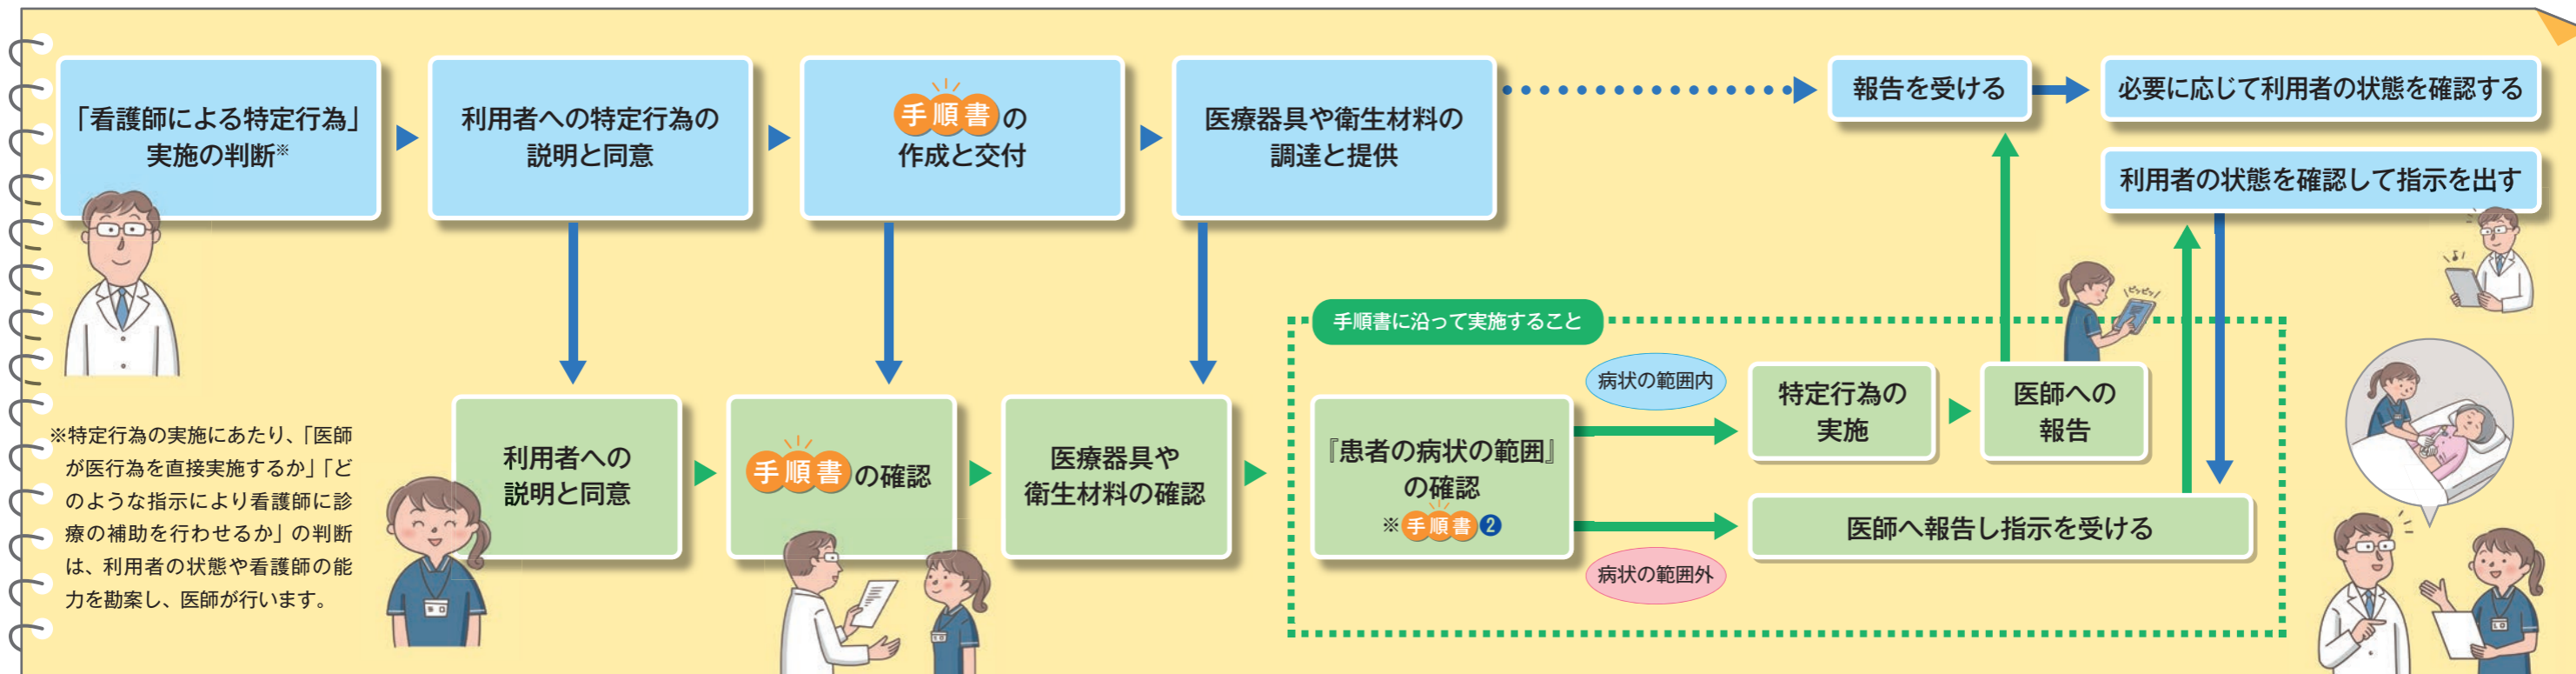 「看護師による特定行為」
実施の判断※
利用者への特定行為の
説明と同意
手順書の
作成と交付
医療器具や衛生材料の
調達と提供
報告を受ける
必要に応じて利用者の状態を確認する
利用者の状態を確認して指示を出す
※特定行為の実施にあたり、「医師
が医行為を直接実施するか」「ど
のような指示により看護師に診
療の補助を行わせるか」の判断
は、利用者の状態や看護師の能
力を勘案し、医師が行います。
利用者への
説明と同意
手順書の確認
医療器具や
衛生材料の確認
手順書に沿って実施すること
『患者の病状の範囲』
の確認
※手順書❷
病状の範囲内
特定行為の
実施
医師への
報告
病状の範囲外
医師へ報告し指示を受ける
ピッピッ